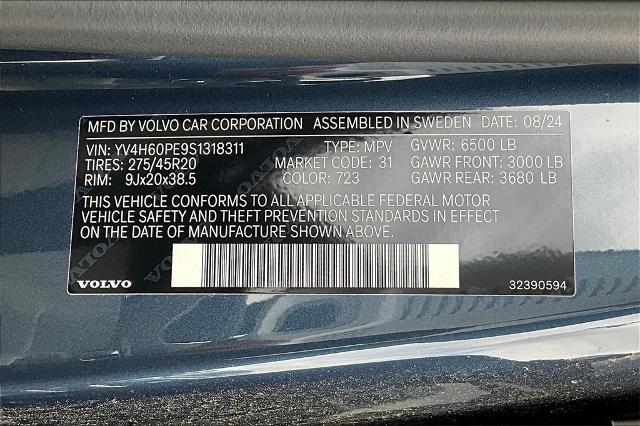 MFD BY VOLVO CAR CORPORATION ASSEMBLED IN SWEDEN DATE: 08/24
VIN: YV4H60PE9S1318311 TYPE: MPV GVWR: 6500 LB
TIRES: 275/45R20 MARKET CODE: 31 GAWR FRONT: 3000 LB
RIM: 9Jx20x38.5 COLOR: 723 GAWR REAR: 3680 LB
THIS VEHICLE CONFORMS TO ALL APPLICABLE FEDERAL MOTOR
VEHICLE SAFETY AND THEFT PREVENTION STANDARDS IN EFFECT
ON THE DATE OF MANUFACTURE SHOWN ABOVE.
VOLVO 32390594